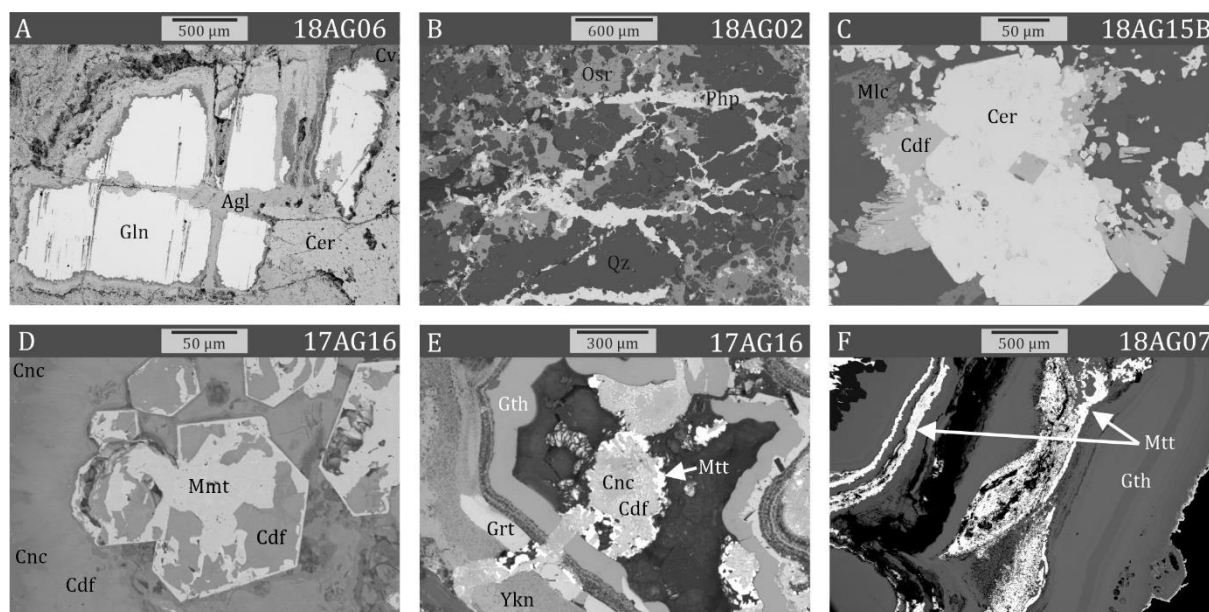 A 500 µm 18AG06
Cv
Agl
Gln
Cer
B 600 µm 18AG02
Osr
Php
Qz
C 50 µm 18AG15B
Mlc
Cer
Cdf
D 50 µm 17AG16
Cnc
Mmt
Cdf
Cnc
Cdf
E 300 µm 17AG16
Gth
Mtt
Cnc
Cdf
Grt
Ykn
F 500 µm 18AG07
Mtt
Gth